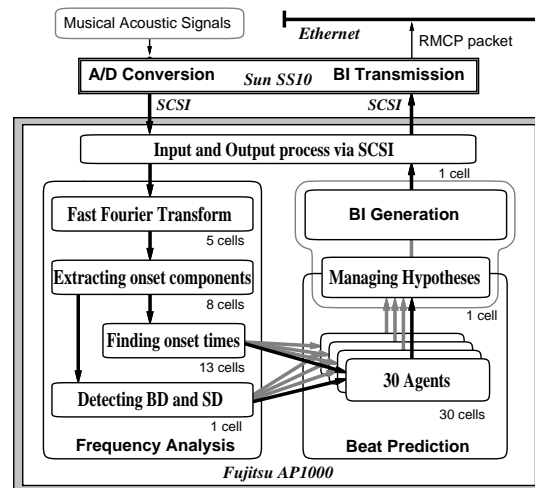 Musical Acoustic Signals
Ethernet
RMCP packet
A/D Conversion
Sun SS10
BI Transmission
SCSI
SCSI
Input and Output process via SCSI
1 cell
Fast Fourier Transform
5 cells
BI Generation
Extracting onset components
8 cells
Managing Hypotheses
1 cell
Finding onset times
13 cells
30 Agents
30 cells
Detecting BD and SD
1 cell
Frequency Analysis
Beat Prediction
Fujitsu AP1000